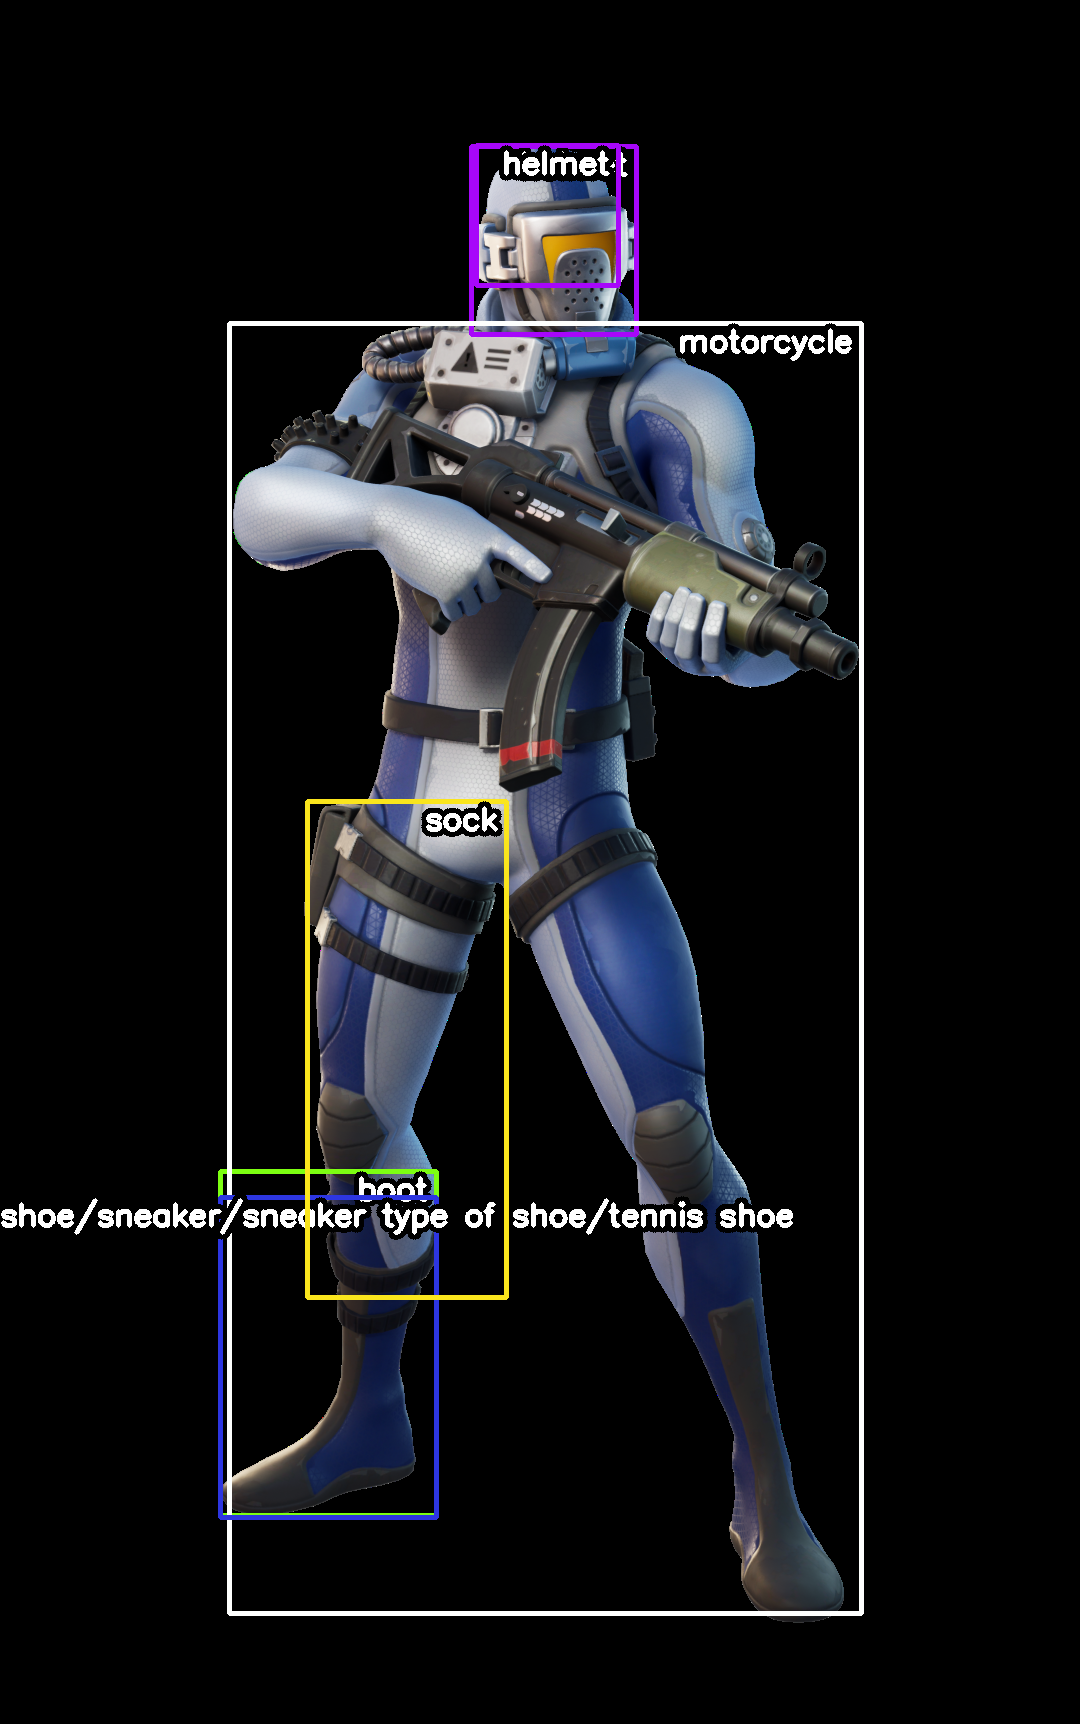 helmet
motorcycle
sock
boot
shoe/sneaker/sneaker type of shoe/tennis shoe